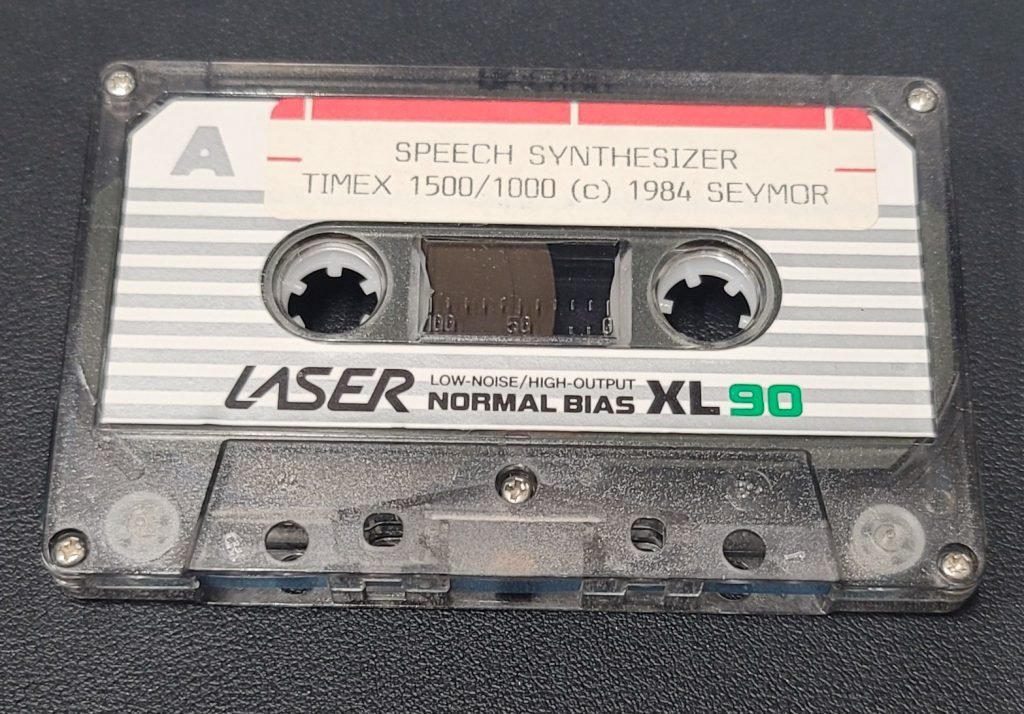 A
SPEECH SYNTHESIZER
TIMEX 1500/1000 (c) 1984 SEYMOR
100 50 0
LASER LOW-NOISE/HIGH-OUTPUT
NORMAL BIAS XL 90